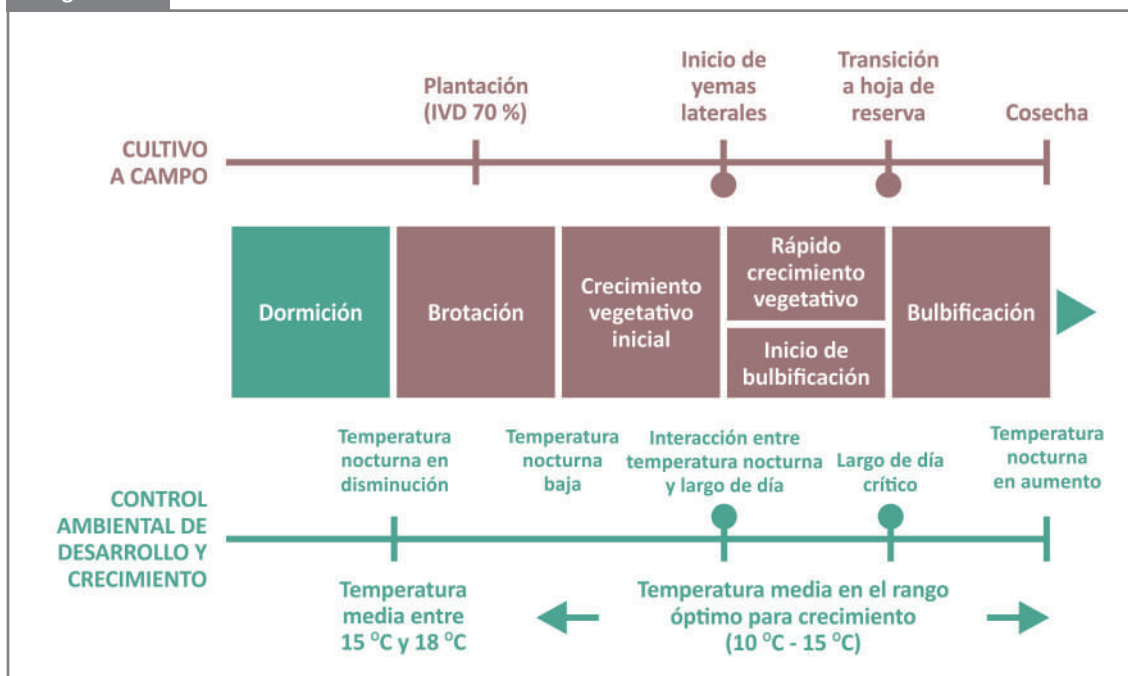 Plantación
(IVD 70 %)
Inicio de
yemas
laterales
Transición
a hoja de
reserva
Cosecha
CULTIVO
A CAMPO
Dormición
Brotación
Crecimiento
vegetativo
inicial
Rápido
crecimiento
vegetativo
Inicio de
bulbificación
Bulbificación
Temperatura
nocturna en
disminución
Temperatura
nocturna
baja
Interacción entre
temperatura nocturna
y largo de día
Largo de día
crítico
Temperatura
nocturna
en aumento
CONTROL
AMBIENTAL DE
DESARROLLO Y
CRECIMIENTO
Temperatura
media entre
15 °C y 18 °C
Temperatura media en el rango
óptimo para crecimiento
(10 °C - 15 °C)